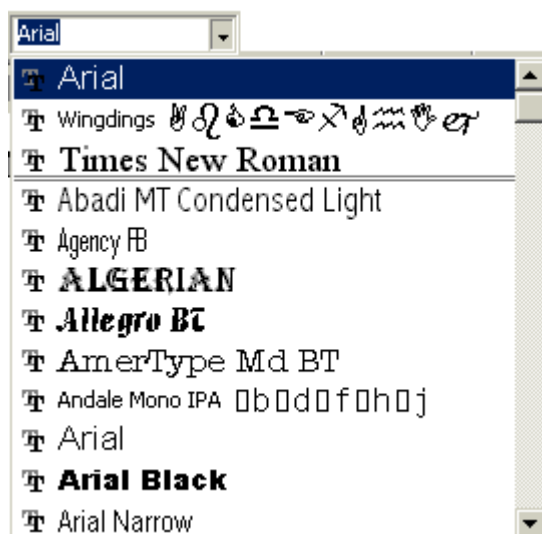 Arial
Arial
Wingdings ✌♌👍♎☜♐☝♒🖐er
Times New Roman
Abadi MT Condensed Light
Agency FB
ALGERIAN
Allegro BT
AmerType Md BT
Andale Mono IPA ▯b▯d▯f▯h▯j
Arial
Arial Black
Arial Narrow